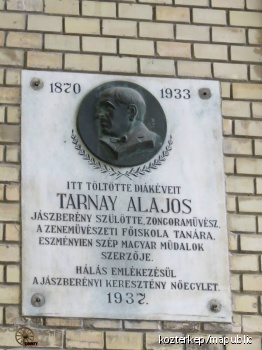 1870 1933
ITT TÖLTÖTTE DIÁKÉVEIT
TARNAY ALAJOS
JÁSZBERÉNY SZÜLÖTTE, ZONGORAMŰVÉSZ,
A ZENEMŰVÉSZETI FŐISKOLA TANÁRA,
ESZMÉNYIEN SZÉP MAGYAR MŰDALOK
SZERZŐJE.
HÁLÁS EMLÉKEZÉSÜL
A JÁSZBERÉNYI KERESZTÉNY NŐEGYLET.
1937.
kozterkep/mapublic